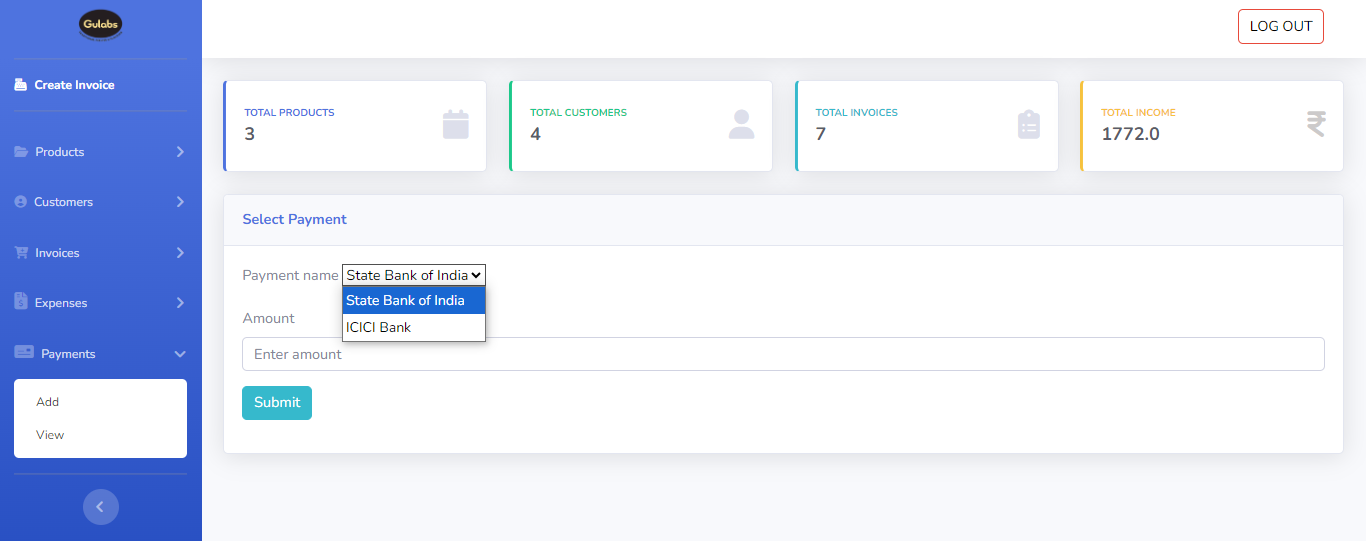 Gulabs
LOG OUT
Create Invoice
Products
Customers
Invoices
Expenses
Payments
Add
View
TOTAL PRODUCTS
3
TOTAL CUSTOMERS
4
TOTAL INVOICES
7
TOTAL INCOME
1772.0
Select Payment
Payment name State Bank of India
State Bank of India
ICICI Bank
Amount
Enter amount
Submit